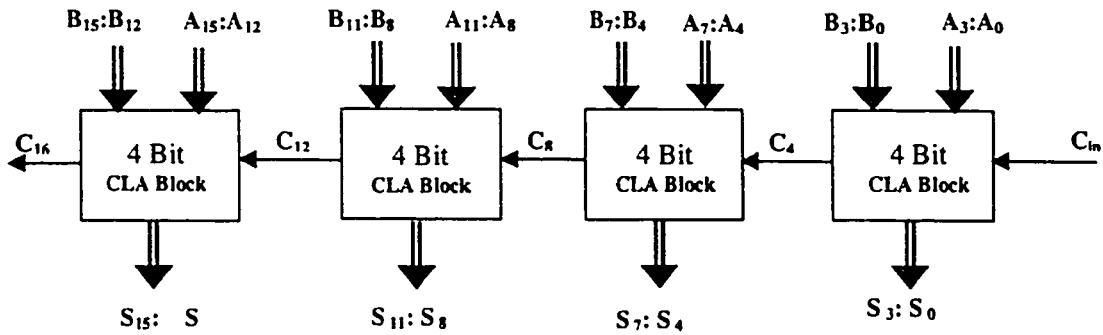 B₁₅:B₁₂ A₁₅:A₁₂ B₁₁:B₈ A₁₁:A₈ B₇:B₄ A₇:A₄ B₃:B₀ A₃:A₀
C₁₆ C₁₂ C₈ C₄ Cᵢₙ
4 Bit 4 Bit 4 Bit 4 Bit
CLA Block CLA Block CLA Block CLA Block
S₁₅: S S₁₁: S₈ S₇: S₄ S₃: S₀